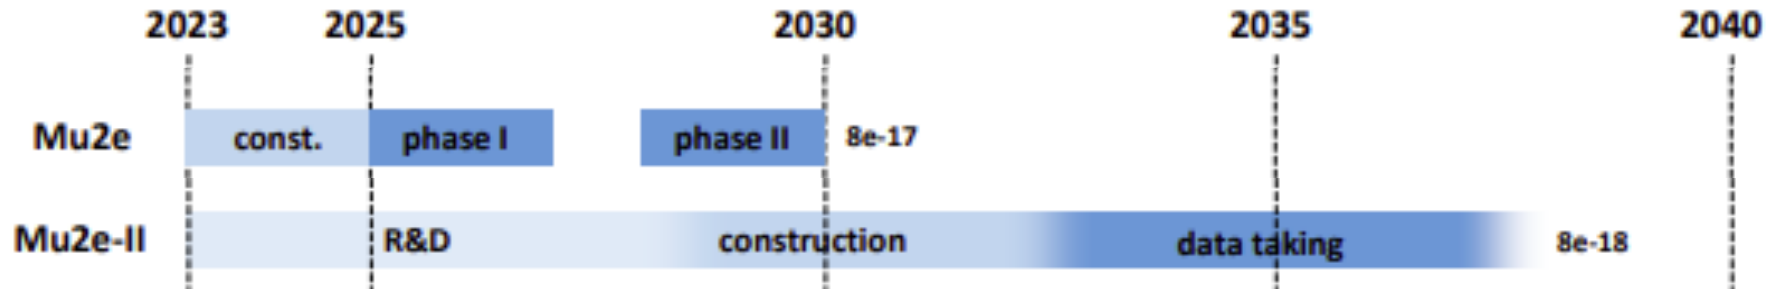 2023 2025 2030 2035 2040
Mu2e const. phase I phase II 8e-17
Mu2e-II R&D construction data taking 8e-18